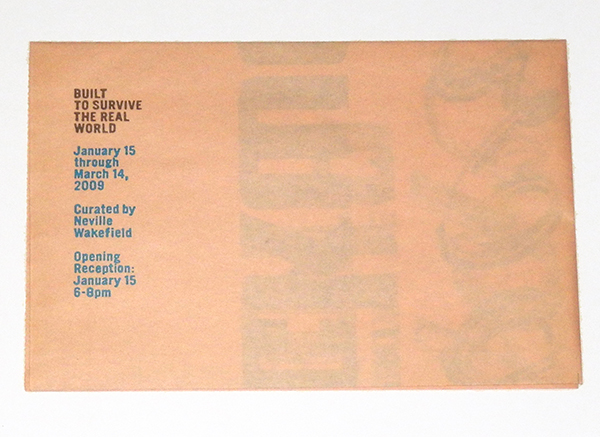 BUILT
TO SURVIVE
THE REAL
WORLD
January 15
through
March 14,
2009
Curated by
Neville
Wakefield
Opening
Reception:
January 15
6-8pm